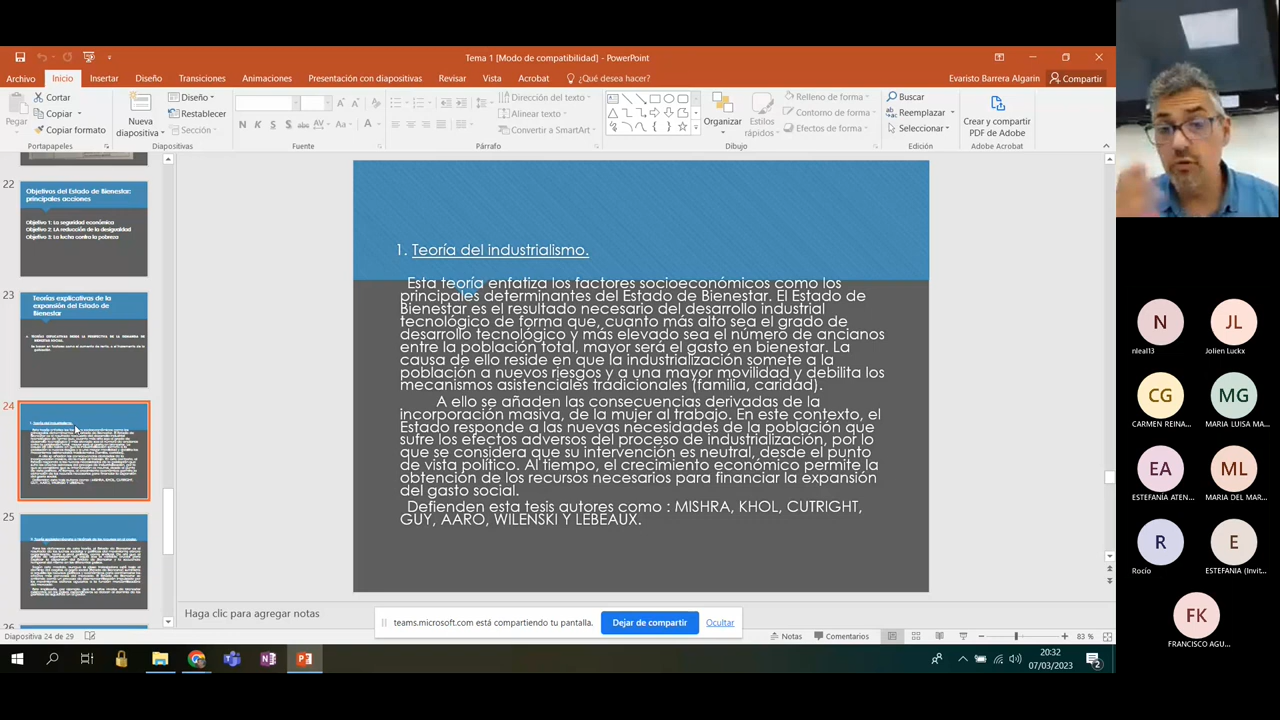 Tema 1 [Modo de compatibilidad] - PowerPoint
Archivo Inicio Insertar Diseño Transiciones Animaciones Presentación con diapositivas Revisar Vista Acrobat ¿Qué desea hacer? Evaristo Barrera Algarin Compartir
Pegar
Cortar
Copiar
Copiar formato
Portapapeles
Nueva
diapositiva
Diseño
Restablecer
Sección
Diapositivas
N K S S abc AV Aa A
Fuente
Dirección del texto
Alinear texto
Convertir a SmartArt
Párrafo
Organizar
Estilos
rápidos
Relleno de forma
Contorno de forma
Efectos de forma
Dibujo
Buscar
Reemplazar
Seleccionar
Edición
Crear y compartir
PDF de Adobe
Adobe Acrobat
22
Objetivos del Estado de Bienestar:
principales acciones
Objetivo 1: La seguridad económica
Objetivo 2: LA reducción de la desigualdad
Objetivo 3: La lucha contra la pobreza
23
Teorías explicativas de la
expansión del Estado de
Bienestar
24
25
26
1. Teoría del industrialismo.
Esta teoría enfatiza los factores socioeconómicos como los
principales determinantes del Estado de Bienestar. El Estado de
Bienestar es el resultado necesario del desarrollo industrial
tecnológico de forma que, cuanto más alto sea el grado de
desarrollo tecnológico y más elevado sea el número de ancianos
entre la población total, mayor será el gasto en bienestar. La
causa de ello reside en que la industrialización somete a la
población a nuevos riesgos y a una mayor movilidad y debilita los
mecanismos asistenciales tradicionales (familia, caridad).
A ello se añaden las consecuencias derivadas de la
incorporación masiva, de la mujer al trabajo. En este contexto, el
Estado responde a las nuevas necesidades de la población que
sufre los efectos adversos del proceso de industrialización, por lo
que se considera que su intervención es neutral, desde el punto
de vista político. Al tiempo, el crecimiento económico permite la
obtención de los recursos necesarios para financiar la expansión
del gasto social.
Defienden esta tesis autores como : MISHRA, KHOL, CUTRIGHT,
GUY, AARO, WILENSKI Y LEBEAUX.
Haga clic para agregar notas
teams.microsoft.com está compartiendo tu pantalla. Dejar de compartir Ocultar
Diapositiva 24 de 29
Notas Comentarios 83 %
20:32
07/03/2023
2
N JL
nleal13 Jolien Luckx
CG MG
CARMEN REINA... MARIA LUISA MA...
EA ML
ESTEFANÍA ATEN... MARIA DEL MAR...
R E
Rocio ESTEFANIA (Invit...
FK
FRANCISCO AGU...